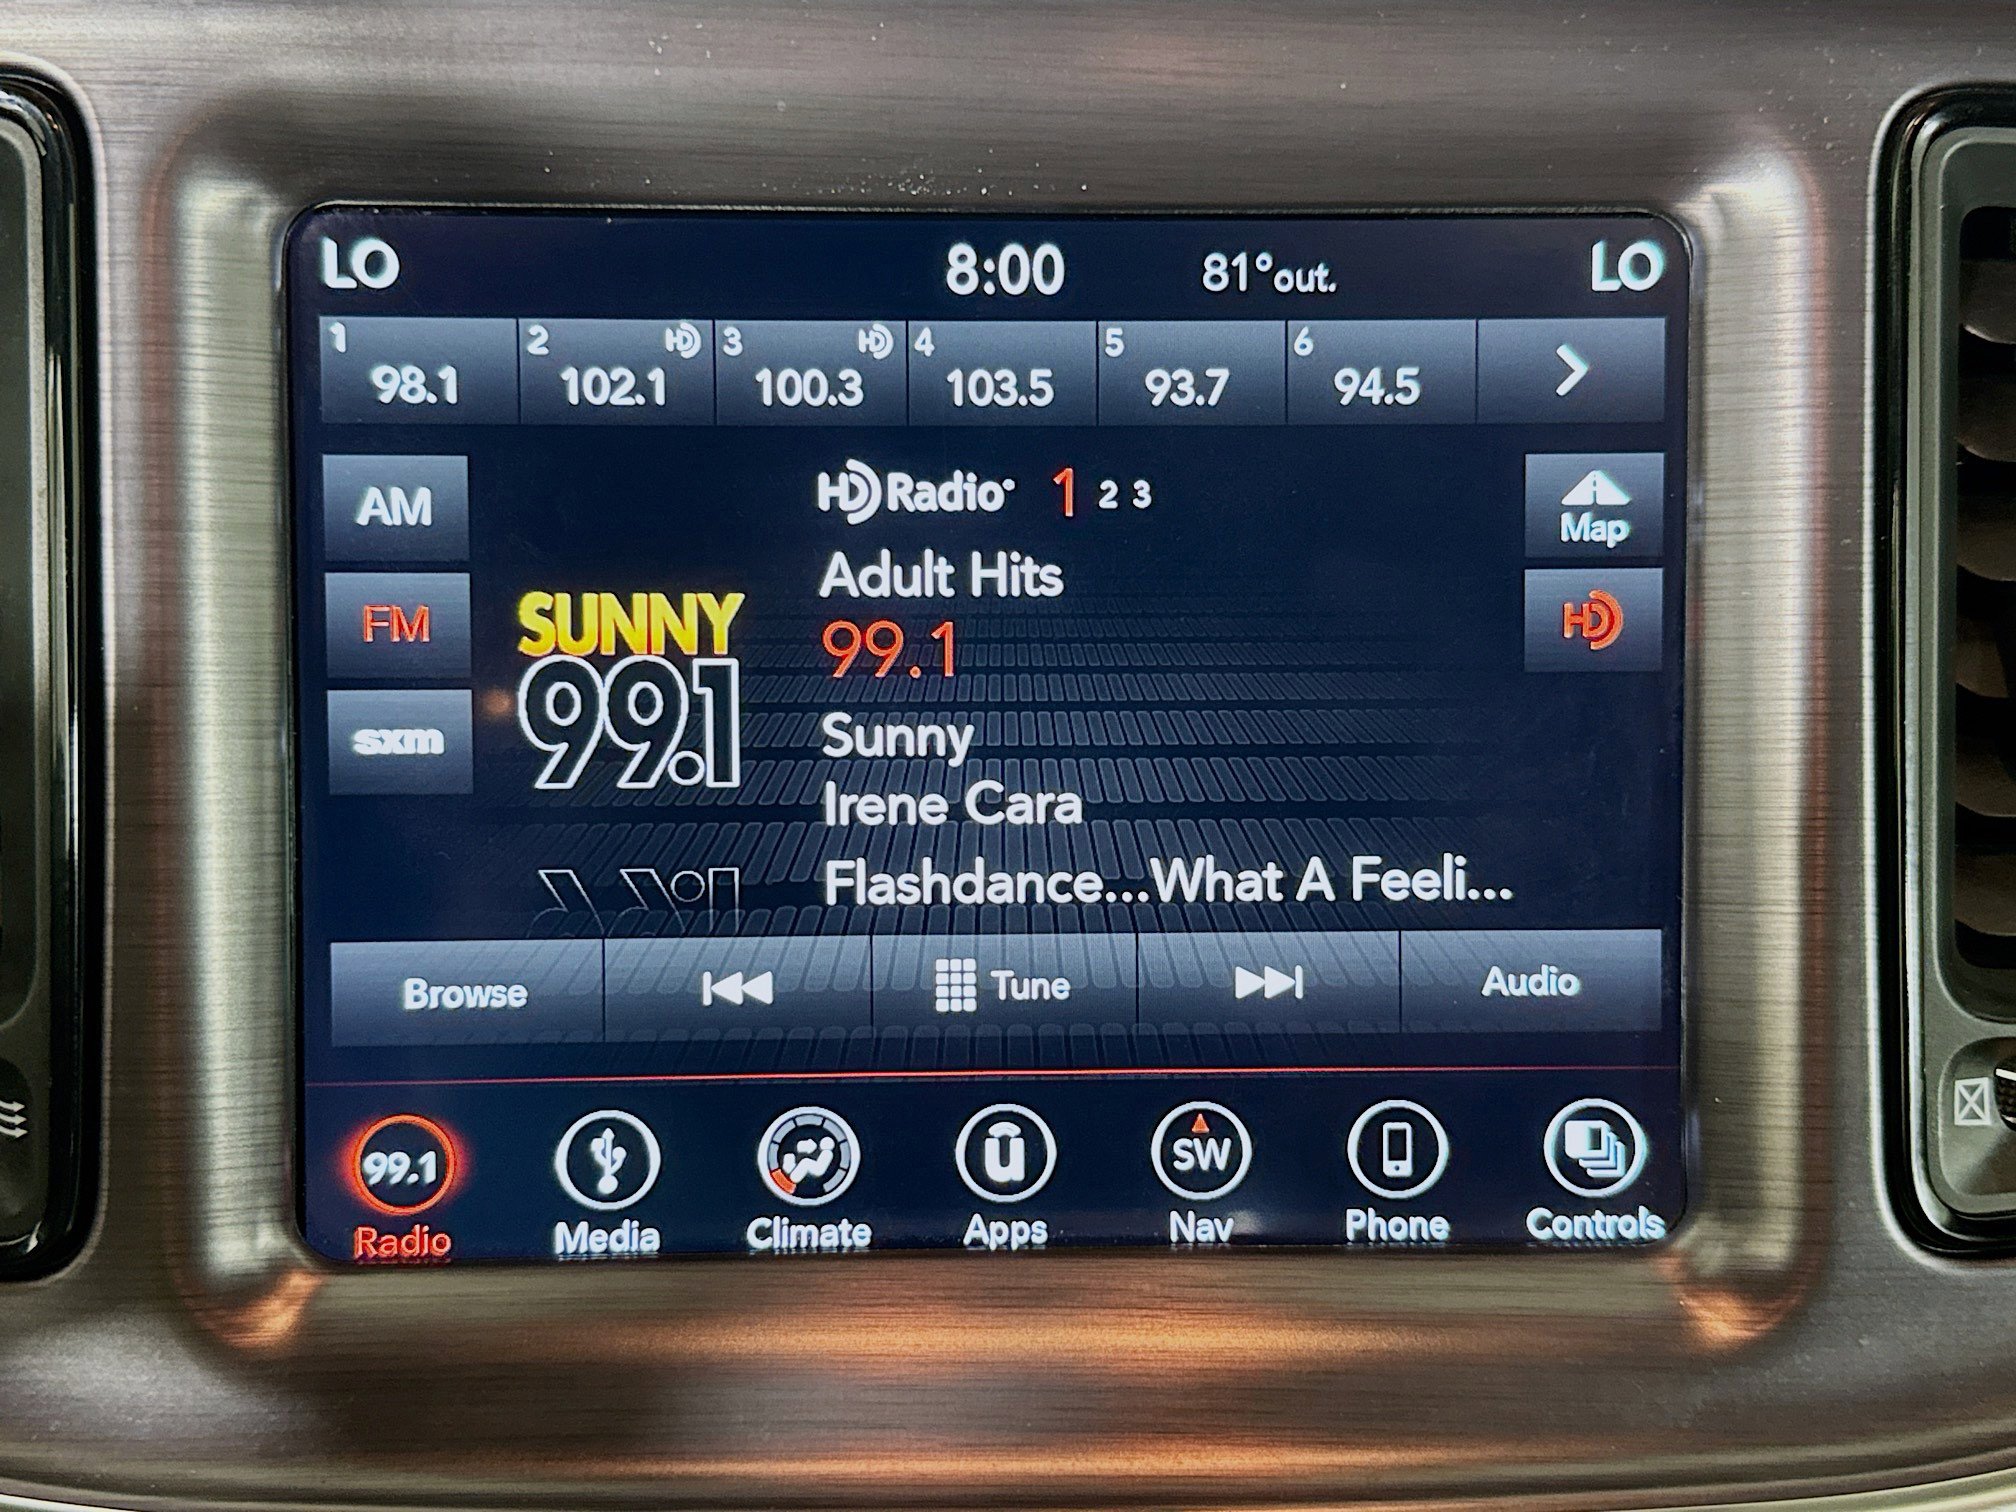 LO 8:00 81°out. LO
1 2 HD 3 HD 4 5 6
98.1 102.1 100.3 103.5 93.7 94.5
HD Radio 1 2 3
AM
Map
Adult Hits
FM
SUNNY
99.1
HD
99.1
sxm
Sunny
Irene Cara
Flashdance...What A Feeli...
Browse Tune Audio
99.1 u SW
Radio Media Climate Apps Nav Phone Controls